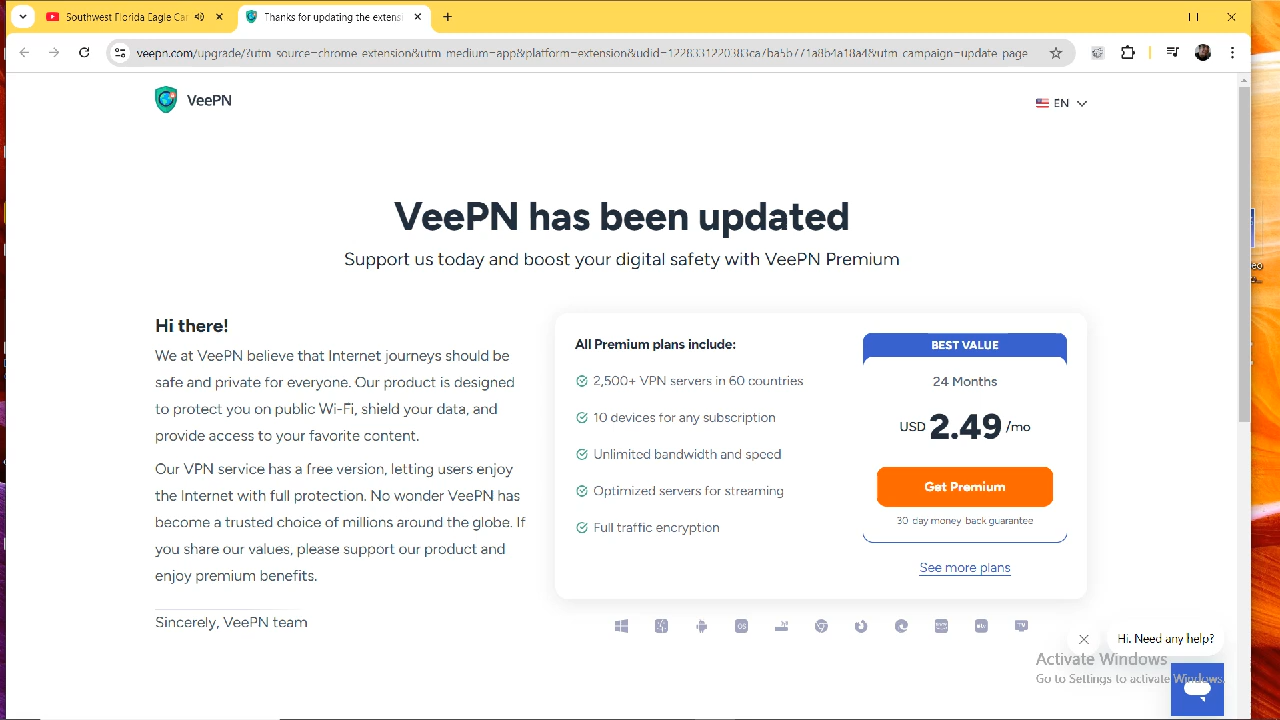 Southwest Florida Eagle Ca
Thanks for updating the extensi
veepn.com/upgrade/?utm_source=chrome_extension&utm_medium=app&platform=extension&udid=1228331220383ca7ba5b771a8b4a18a4&utm_campaign=update_page
VeePN
EN
VeePN has been updated
Support us today and boost your digital safety with VeePN Premium
Hi there!
We at VeePN believe that Internet journeys should be
safe and private for everyone. Our product is designed
to protect you on public Wi-Fi, shield your data, and
provide access to your favorite content.
Our VPN service has a free version, letting users enjoy
the Internet with full protection. No wonder VeePN has
become a trusted choice of millions around the globe. If
you share our values, please support our product and
enjoy premium benefits.
Sincerely, VeePN team
All Premium plans include:
2,500+ VPN servers in 60 countries
10 devices for any subscription
Unlimited bandwidth and speed
Optimized servers for streaming
Full traffic encryption
BEST VALUE
24 Months
USD 2.49 /mo
Get Premium
30-day money-back guarantee
See more plans
Hi. Need any help?
Activate Windows
Go to Settings to activate Windows.